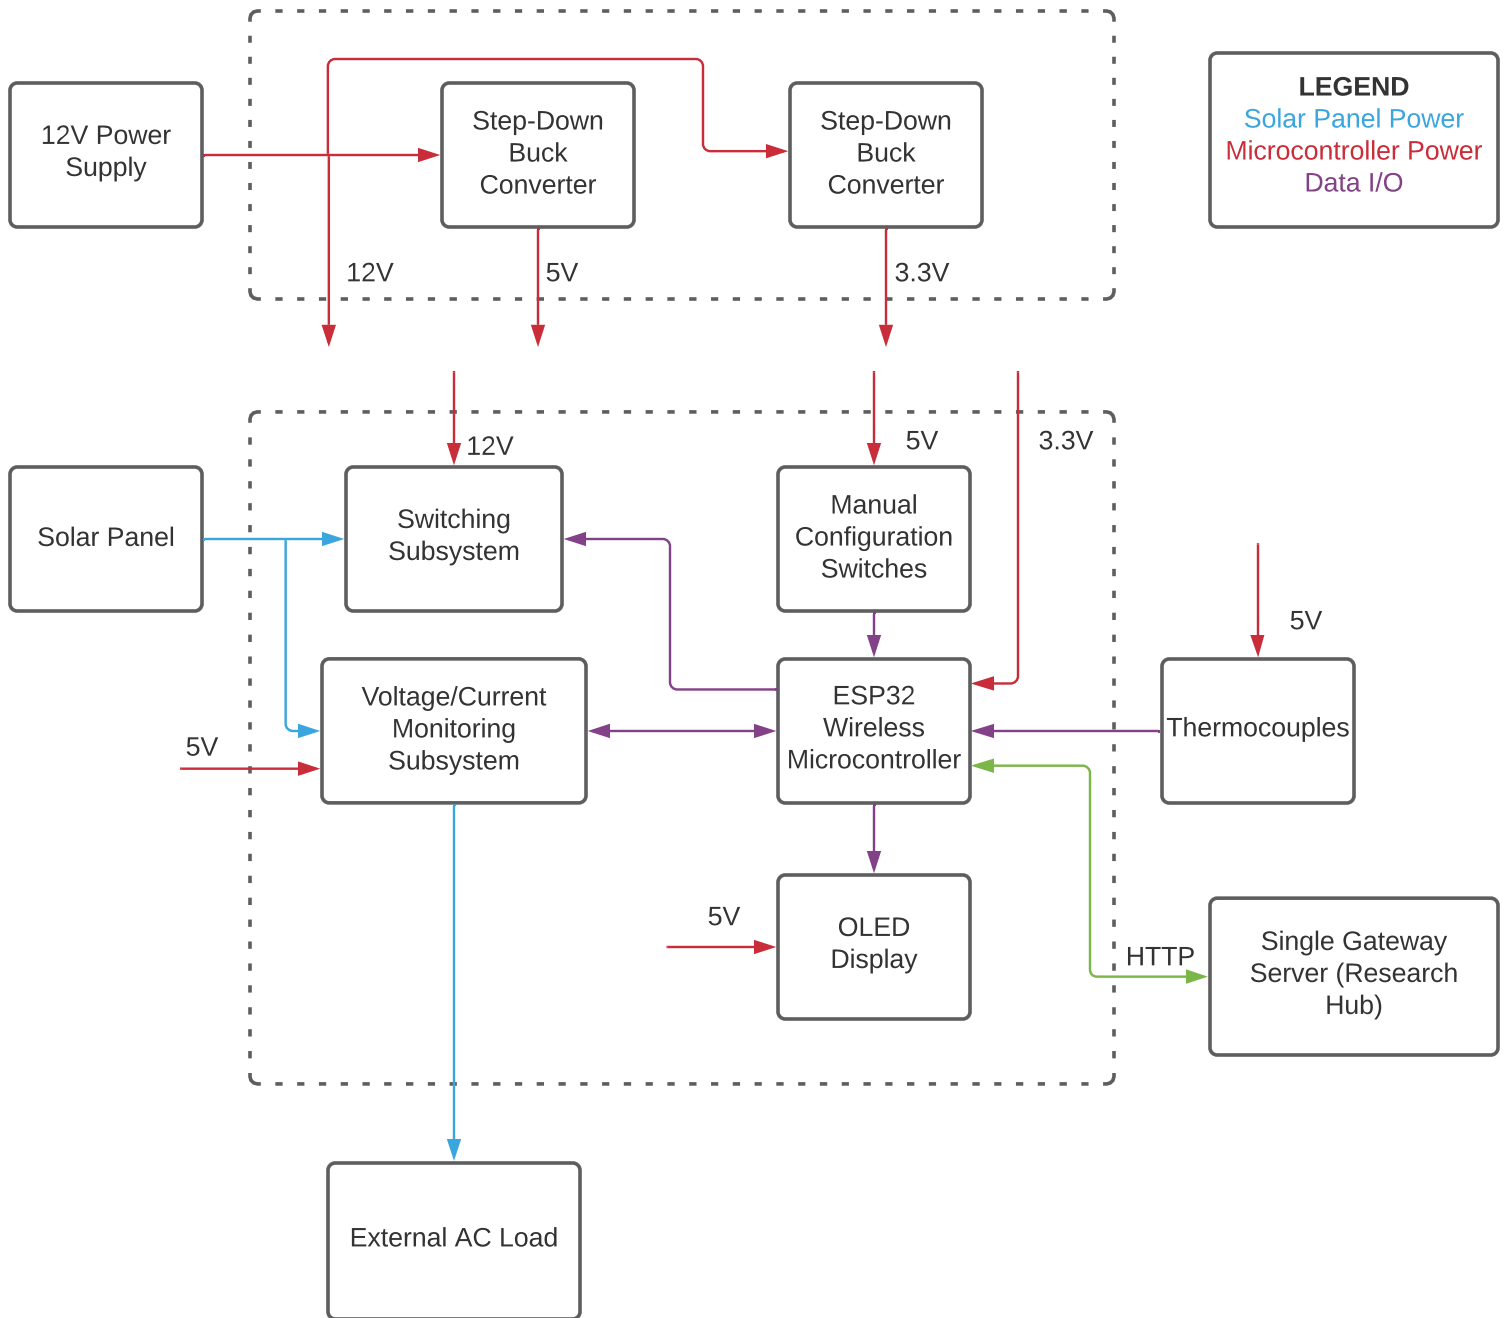 12V Power
Supply
Step-Down
Buck
Converter
Step-Down
Buck
Converter
LEGEND
Solar Panel Power
Microcontroller Power
Data I/O
12V
5V
3.3V
12V
5V
3.3V
Solar Panel
Switching
Subsystem
Manual
Configuration
Switches
5V
Voltage/Current
Monitoring
Subsystem
ESP32
Wireless
Microcontroller
Thermocouples
5V
5V
OLED
Display
HTTP
Single Gateway
Server (Research
Hub)
External AC Load